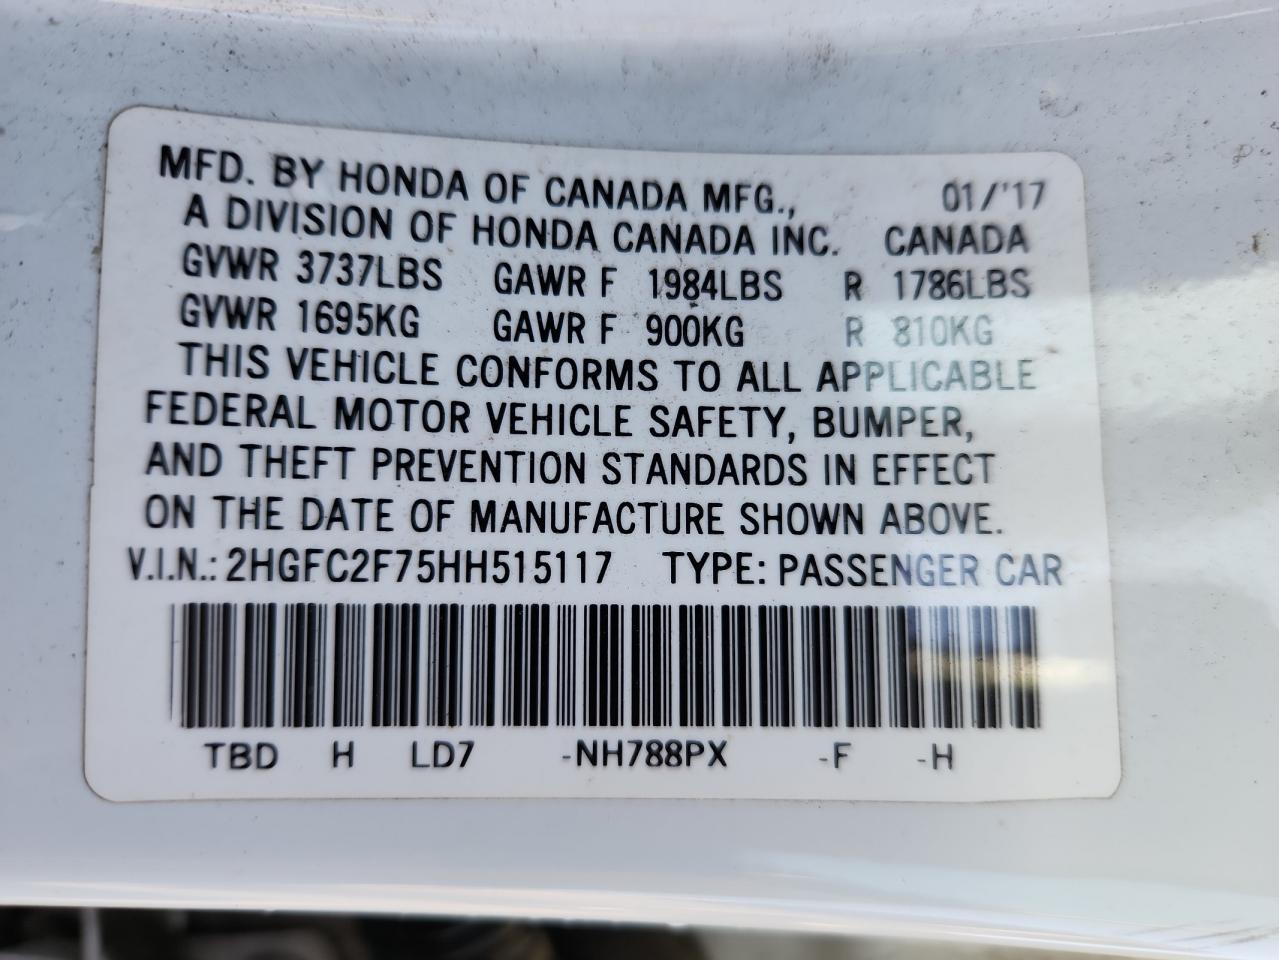 MFD. BY HONDA OF CANADA MFG., 01/'17
A DIVISION OF HONDA CANADA INC. CANADA
GVWR 3737LBS GAWR F 1984LBS R 1786LBS
GVWR 1695KG GAWR F 900KG R 810KG
THIS VEHICLE CONFORMS TO ALL APPLICABLE
FEDERAL MOTOR VEHICLE SAFETY, BUMPER,
AND THEFT PREVENTION STANDARDS IN EFFECT
ON THE DATE OF MANUFACTURE SHOWN ABOVE.
V.I.N.: 2HGFC2F75HH515117 TYPE: PASSENGER CAR
TBD H LD7 -NH788PX -F -H